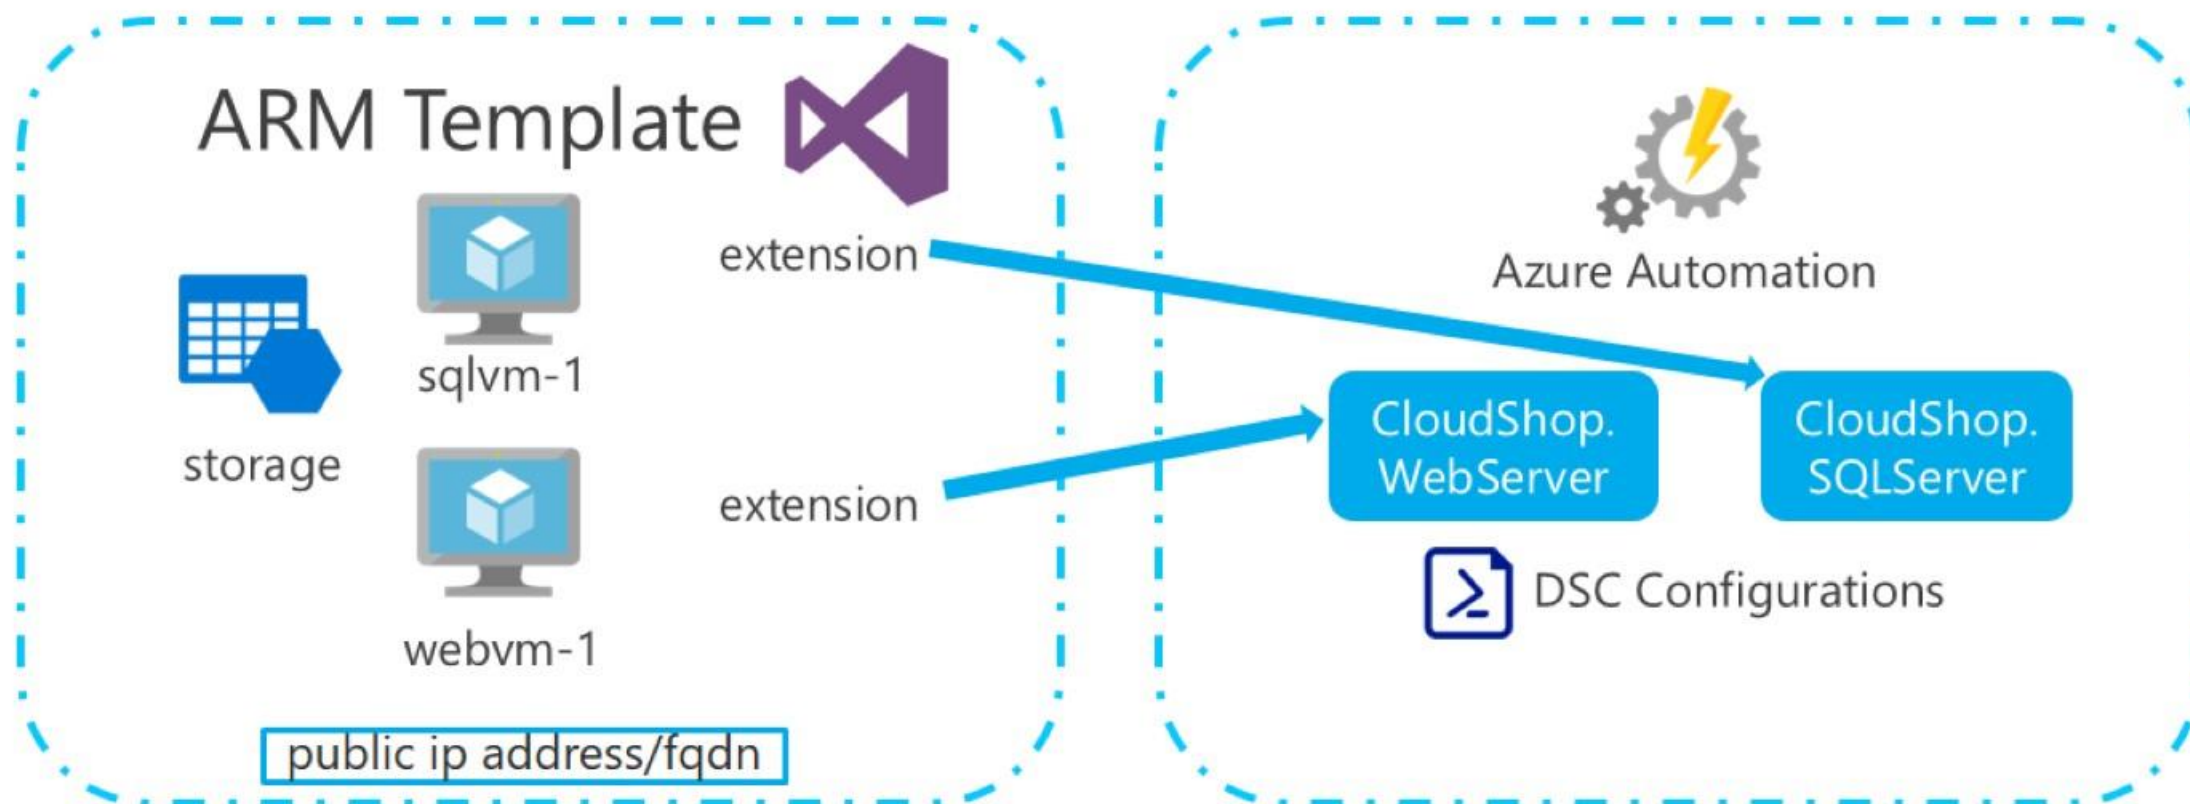 ARM Template
extension
sqlvm-1
storage
extension
webvm-1
public ip address/fqdn
Azure Automation
CloudShop.
WebServer
CloudShop.
SQLServer
DSC Configurations